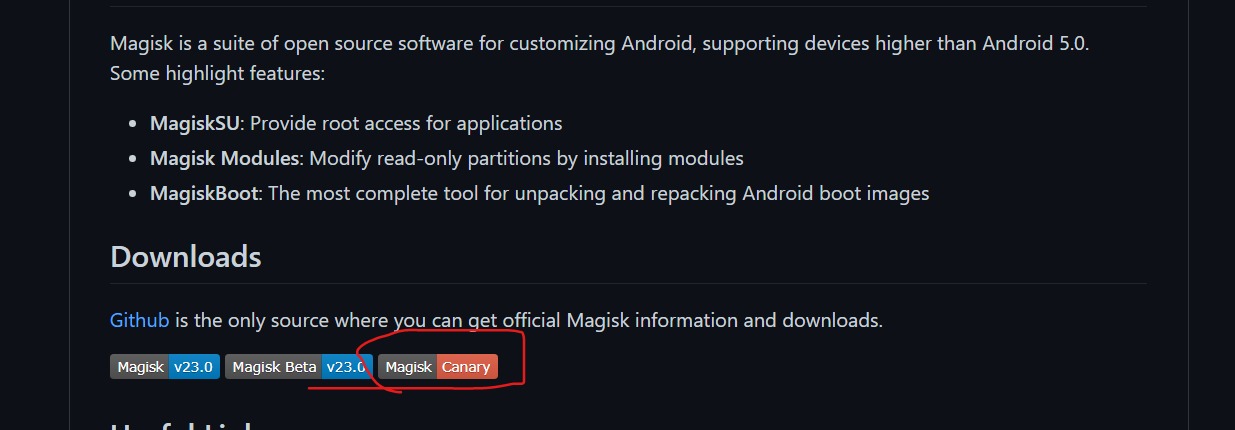 Magisk is a suite of open source software for customizing Android, supporting devices higher than Android 5.0.
Some highlight features:
MagiskSU: Provide root access for applications
Magisk Modules: Modify read-only partitions by installing modules
MagiskBoot: The most complete tool for unpacking and repacking Android boot images
Downloads
Github is the only source where you can get official Magisk information and downloads.
Magisk v23.0 Magisk Beta v23.0 Magisk Canary